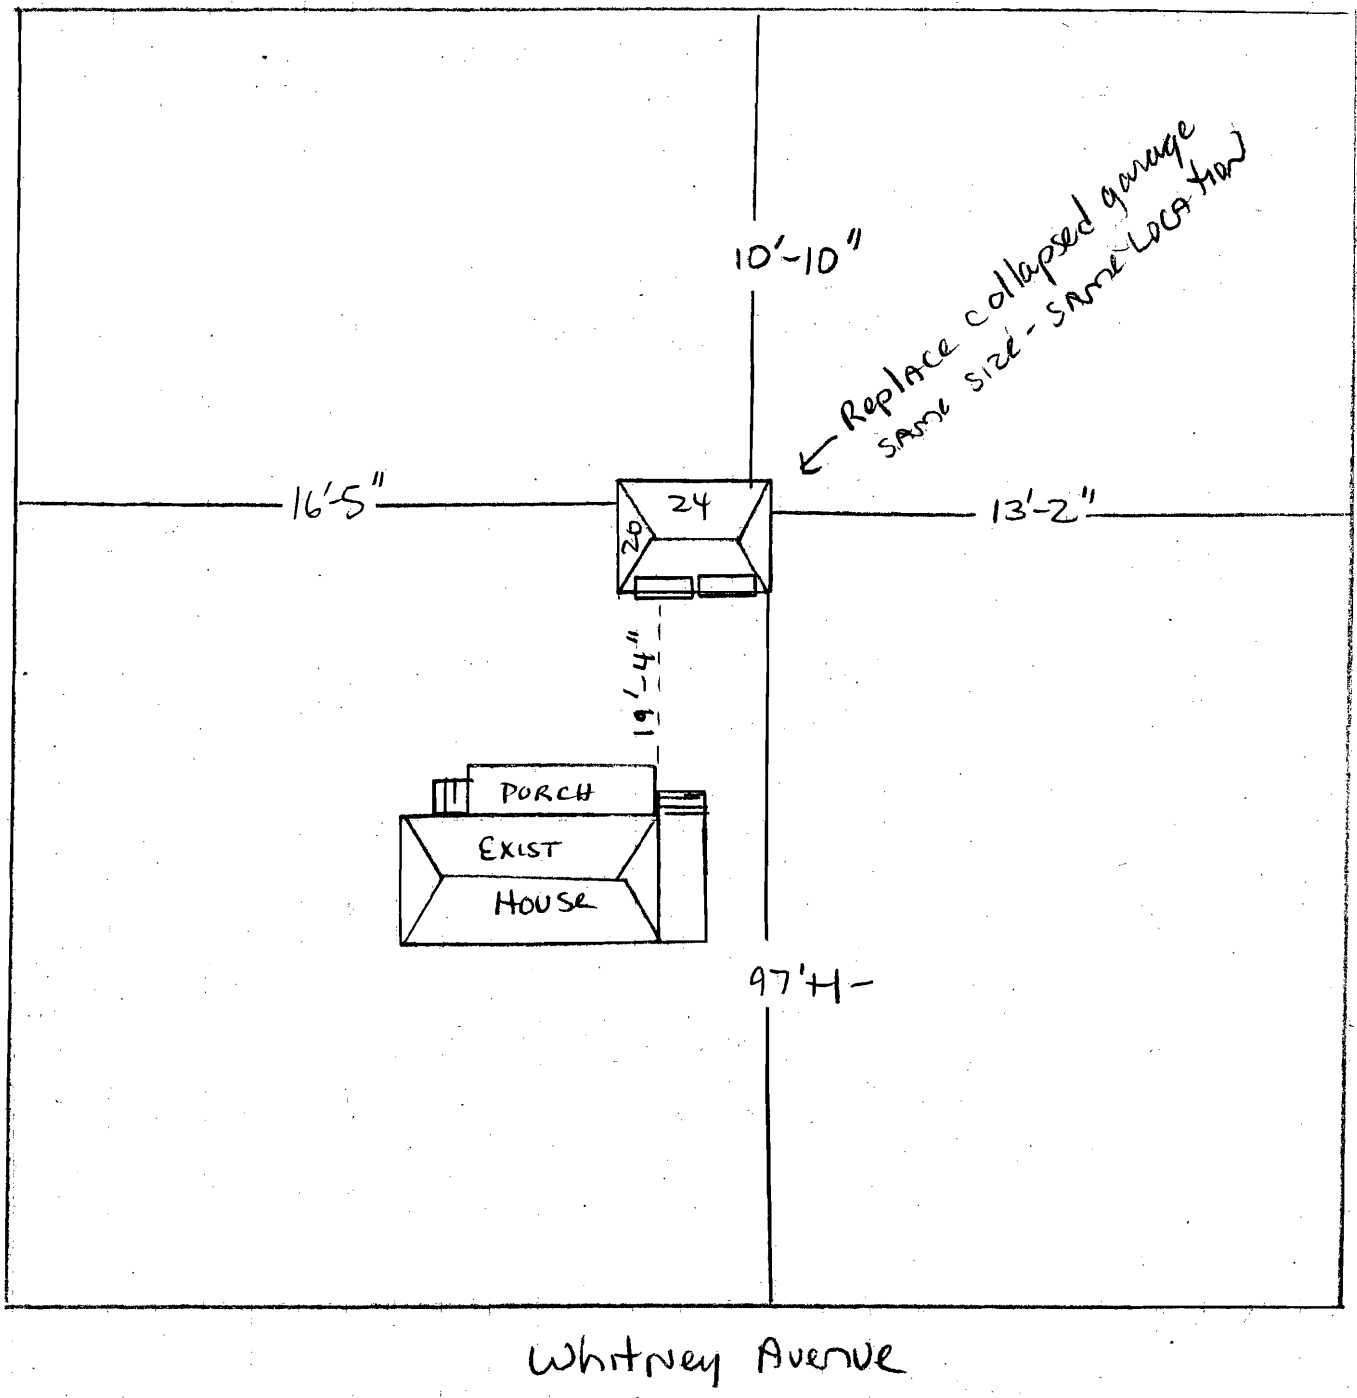 10'-10"
Replace collapsed garage
same size - same location
16'-5"
24
13'-2"
20
19'-4"
PORCH
EXIST
House
97'+/-
Whitney Avenue